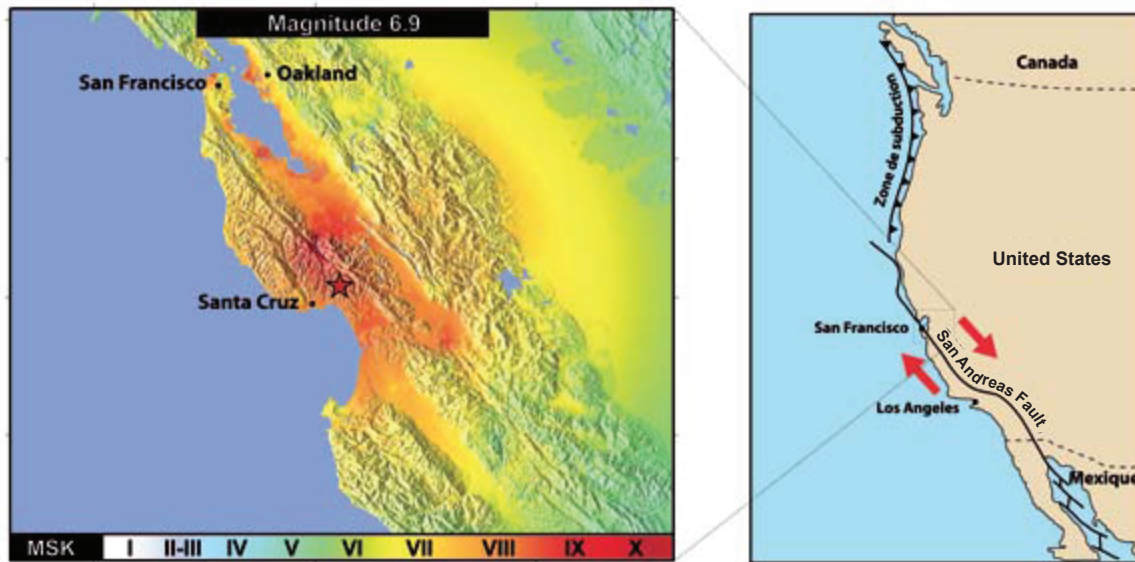 Magnitude 6.9
San Francisco
Oakland
Santa Cruz
MSK I II-III IV V VI VII VIII IX X
Canada
Zone de subduction
United States
San Francisco
San Andreas Fault
Los Angeles
Mexique